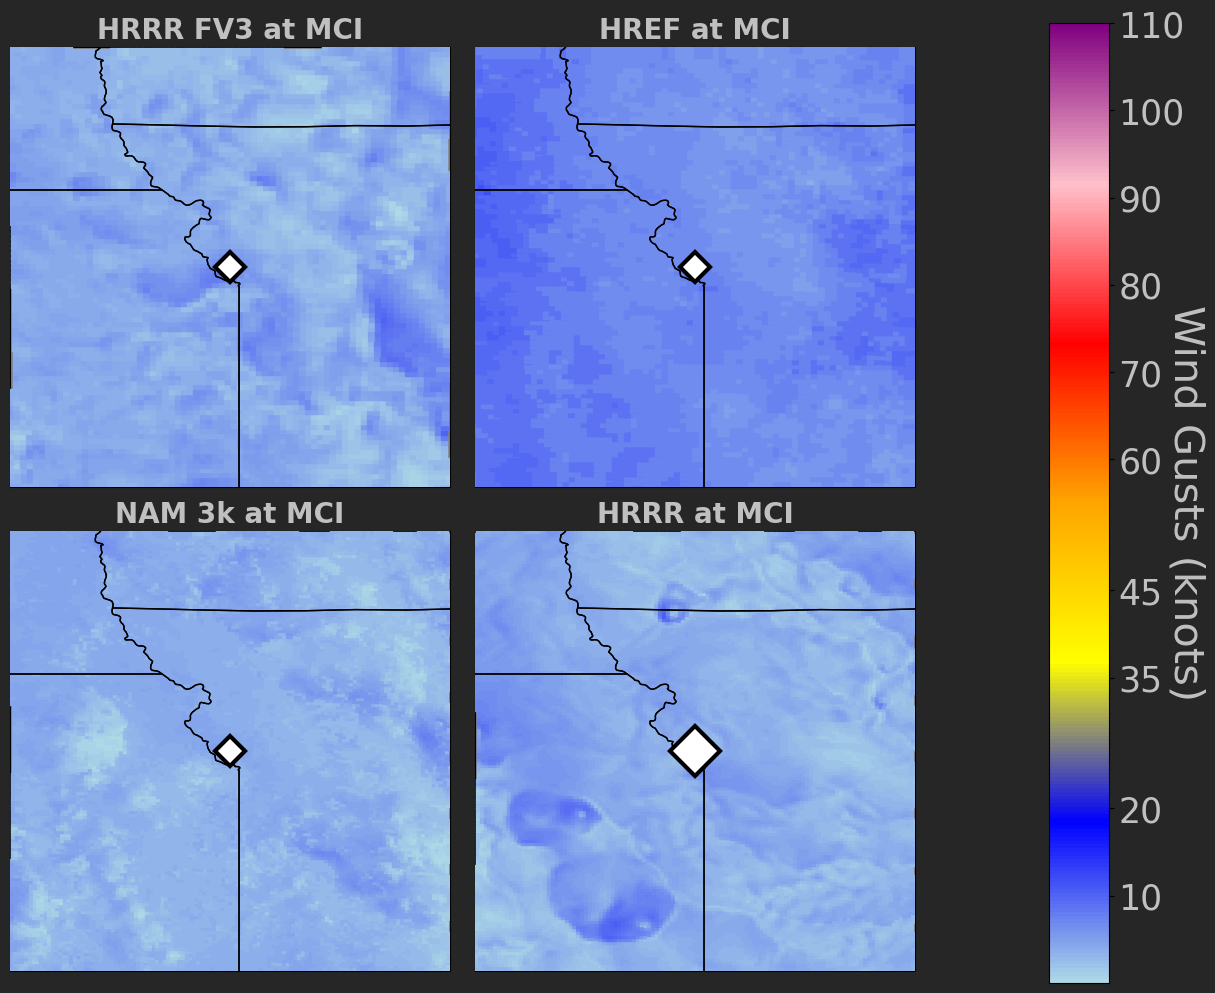 HRRR FV3 at MCI
HREF at MCI
NAM 3k at MCI
HRRR at MCI
110
100
90
80
70
60
45
35
20
10
Wind Gusts (knots)